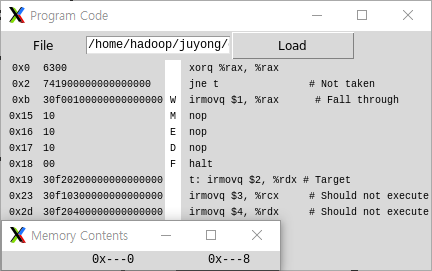 Program Code
File /home/hadoop/juyong/ Load
0x0 6300 xorq %rax, %rax
0x2 741900000000000000 jne t # Not taken
0xb 30f00100000000000000 W irmovq $1, %rax # Fall through
0x15 10 M nop
0x16 10 E nop
0x17 10 D nop
0x18 00 F halt
0x19 30f20200000000000000 t: irmovq $2, %rdx # Target
0x23 30f10300000000000000 irmovq $3, %rcx # Should not execute
0x2d 30f20400000000000000 irmovq $4, %rdx # Should not execute
Memory Contents
0x---0 0x---8